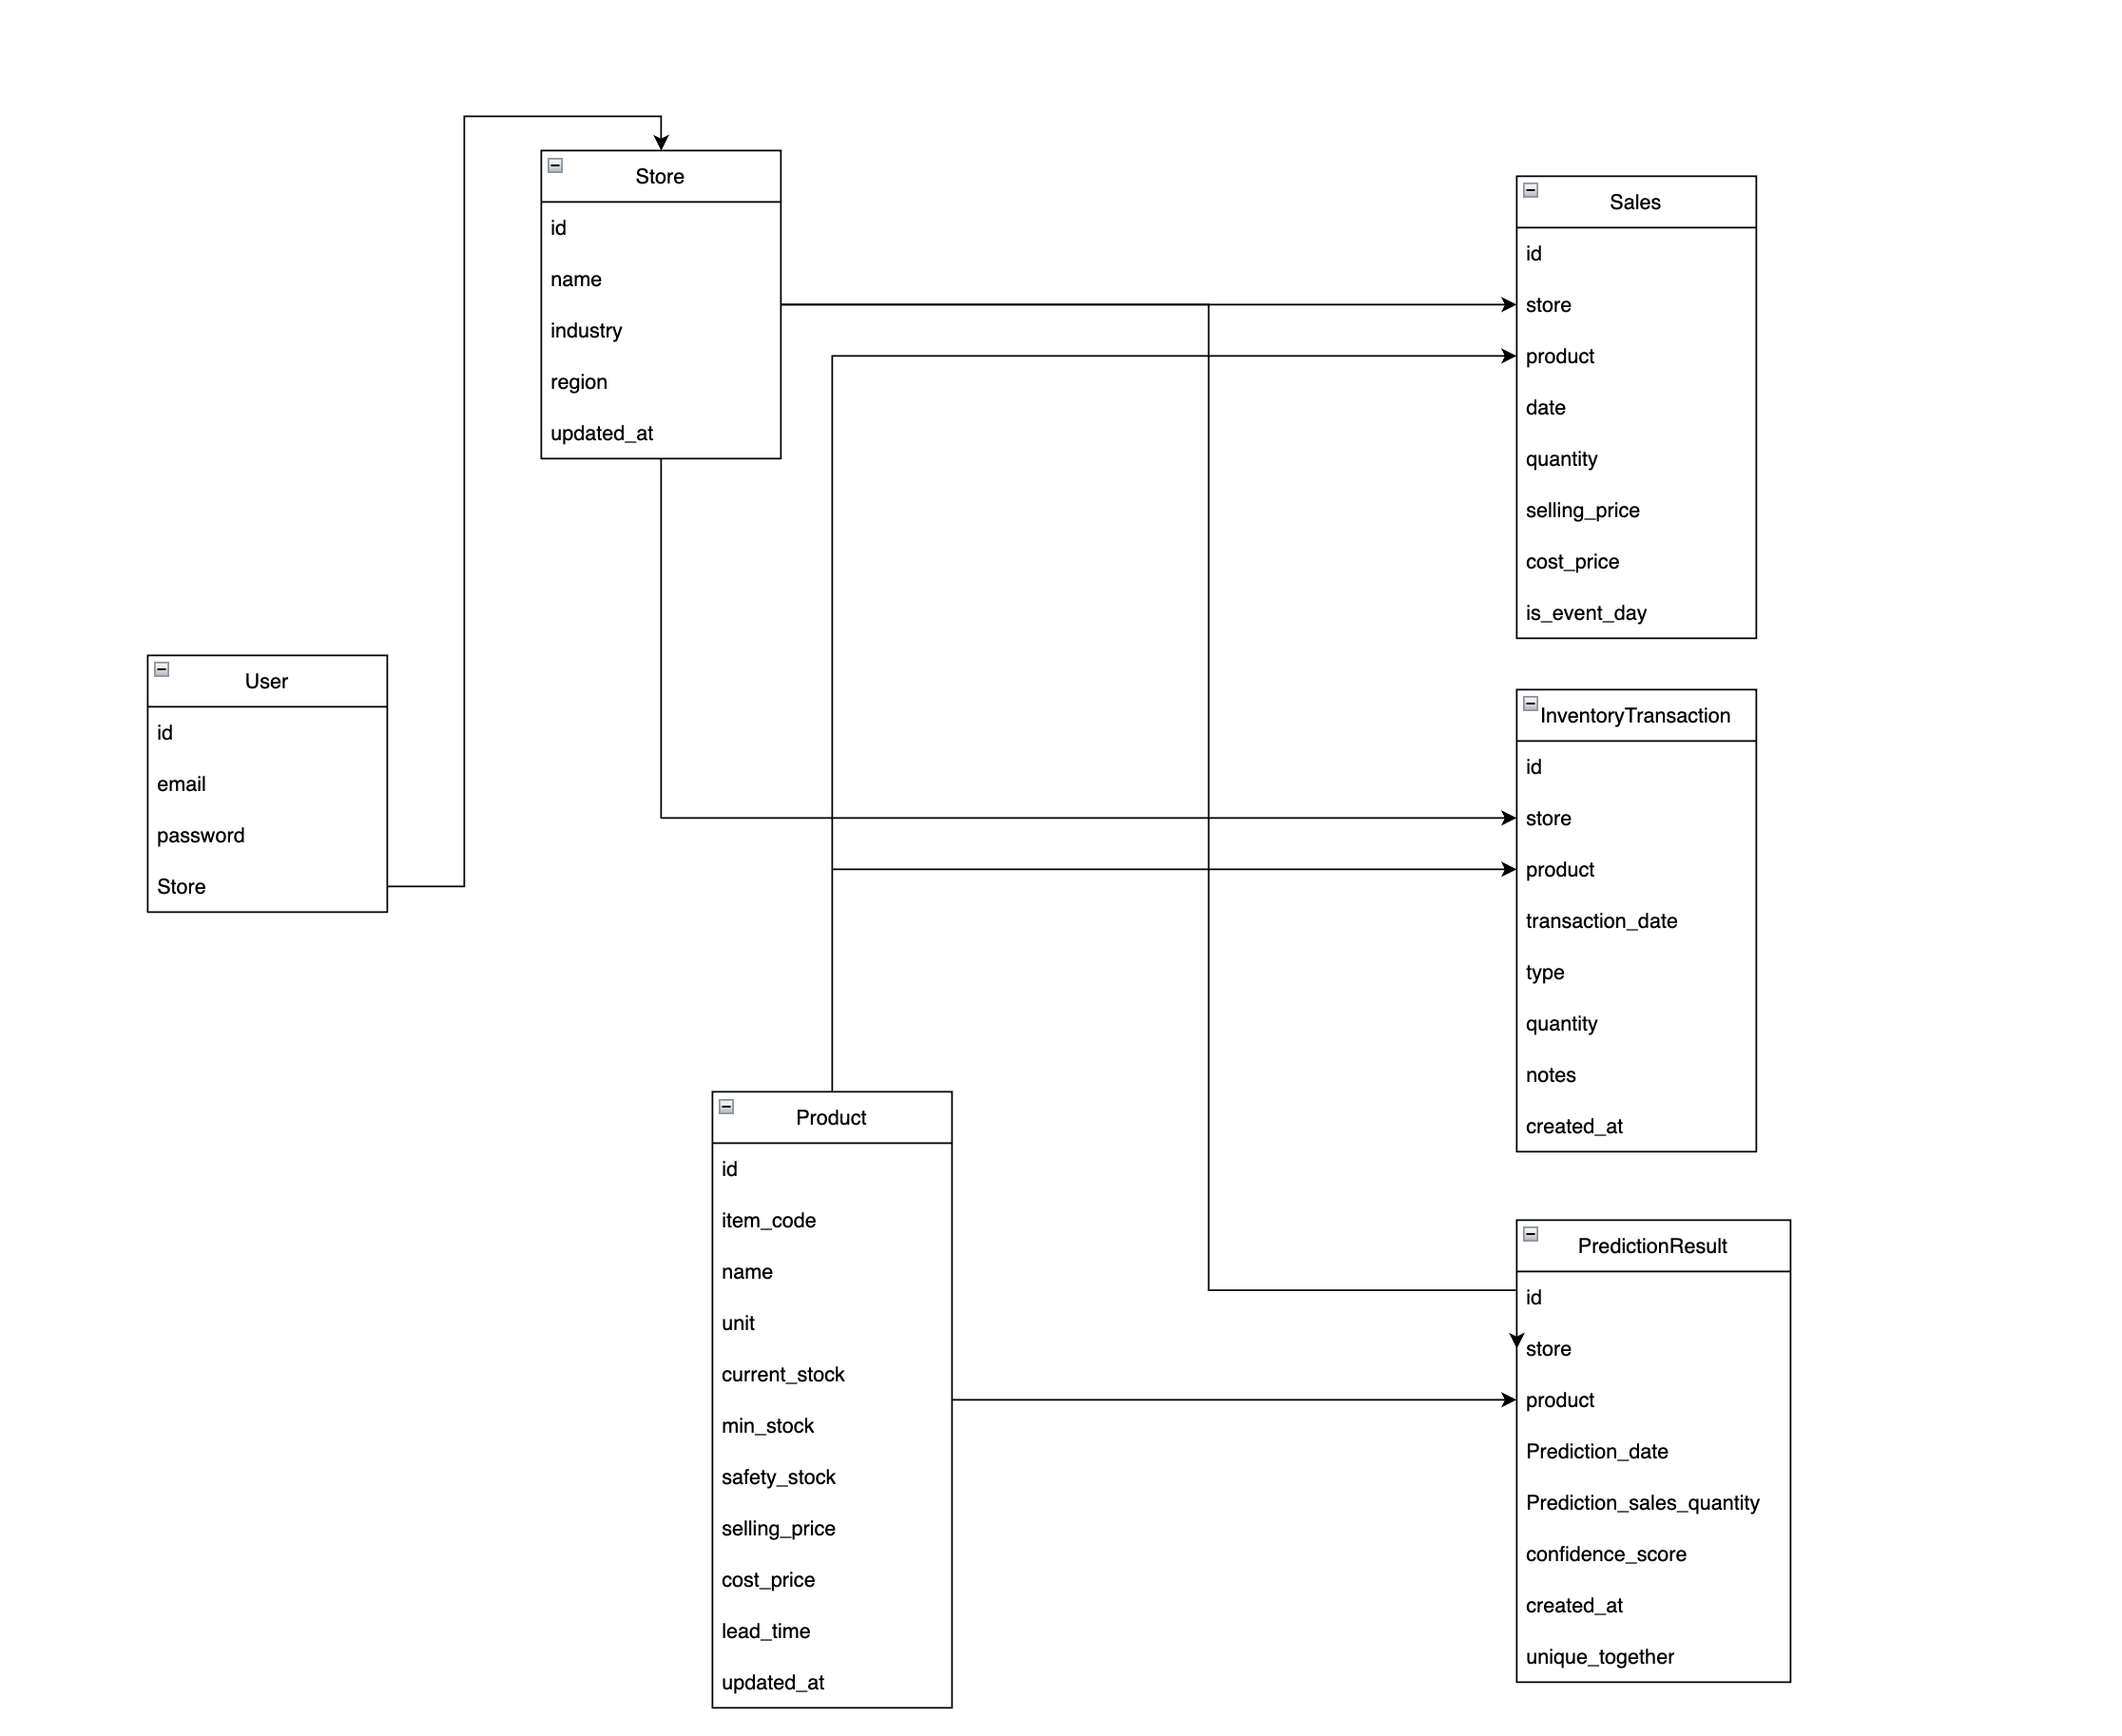 Store
id
name
industry
region
updated_at
Sales
id
store
product
date
quantity
selling_price
cost_price
is_event_day
User
id
email
password
Store
InventoryTransaction
id
store
product
transaction_date
type
quantity
notes
created_at
Product
id
item_code
name
unit
current_stock
min_stock
safety_stock
selling_price
cost_price
lead_time
updated_at
PredictionResult
id
store
product
Prediction_date
Prediction_sales_quantity
confidence_score
created_at
unique_together